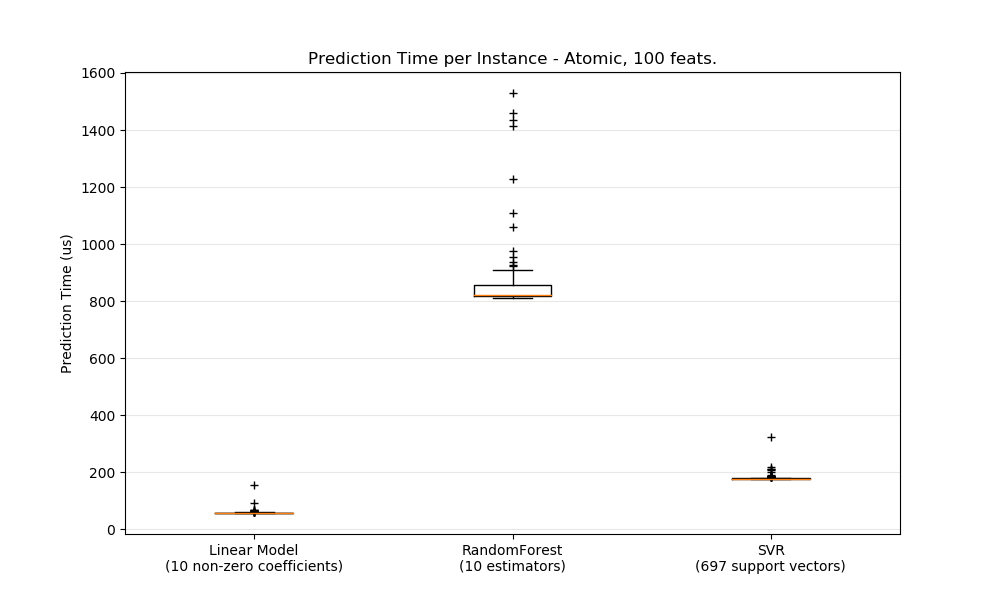 Prediction Time per Instance - Atomic, 100 feats.
Prediction Time (us)
1600
1400
1200
1000
800
600
400
200
0
Linear Model
(10 non-zero coefficients)
RandomForest
(10 estimators)
SVR
(697 support vectors)